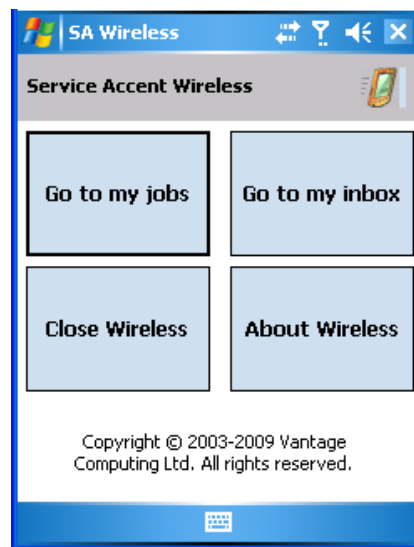 SA Wireless
Service Accent Wireless
Go to my jobs
Go to my inbox
Close Wireless
About Wireless
Copyright © 2003-2009 Vantage
Computing Ltd. All rights reserved.